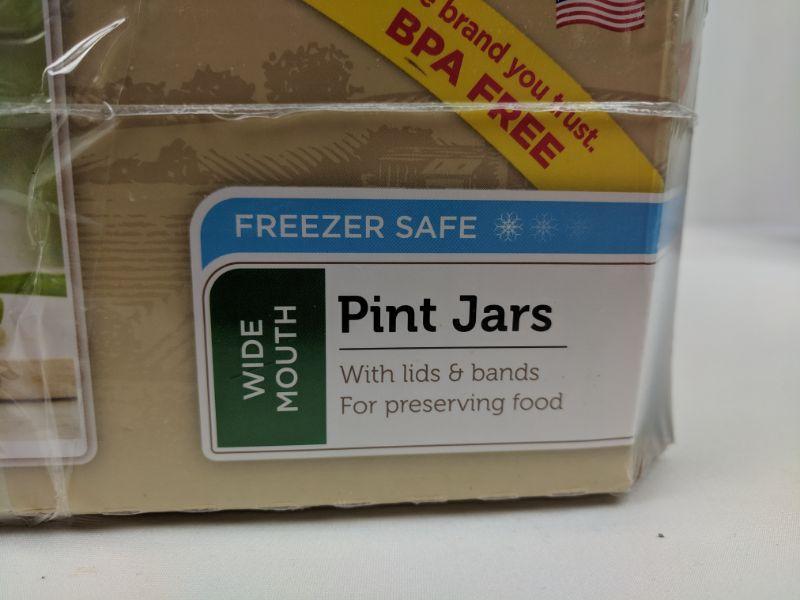 brand you trust.
BPA FREE
FREEZER SAFE
WIDE
MOUTH
Pint Jars
With lids & bands
For preserving food